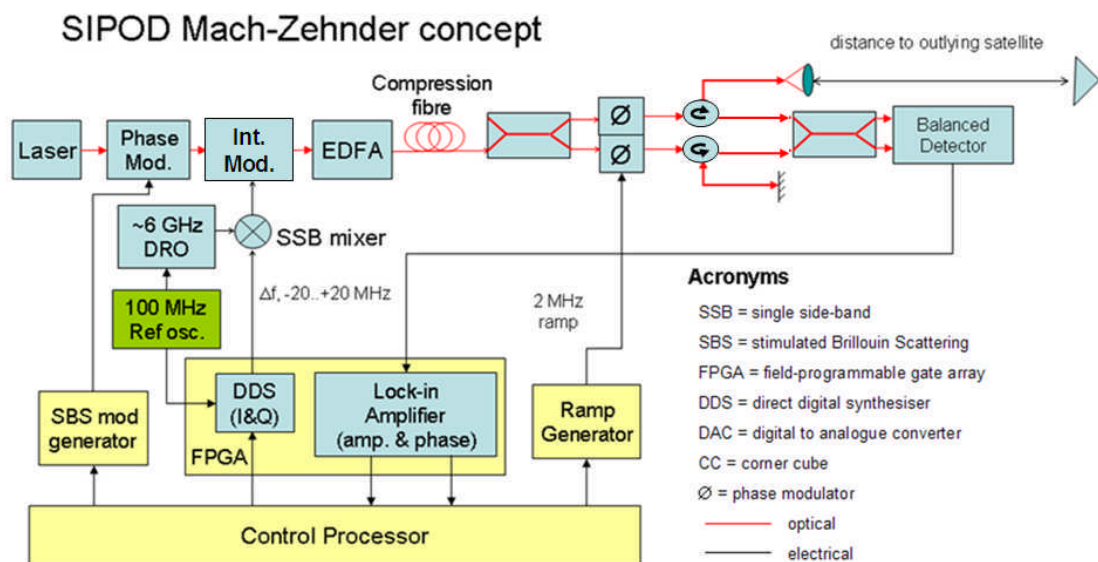 SIPOD Mach-Zehnder concept
distance to outlying satellite
Compression
fibre
Laser
Phase
Mod.
Int.
Mod.
EDFA
Ø
Ø
Balanced
Detector
~6 GHz
DRO
SSB mixer
Δf, -20..+20 MHz
100 MHz
Ref osc.
2 MHz
ramp
SBS mod
generator
DDS
(I&Q)
FPGA
Lock-in
Amplifier
(amp. & phase)
Ramp
Generator
Control Processor
Acronyms
SSB = single side-band
SBS = stimulated Brillouin Scattering
FPGA = field-programmable gate array
DDS = direct digital synthesiser
DAC = digital to analogue converter
CC = corner cube
Ø = phase modulator
optical
electrical